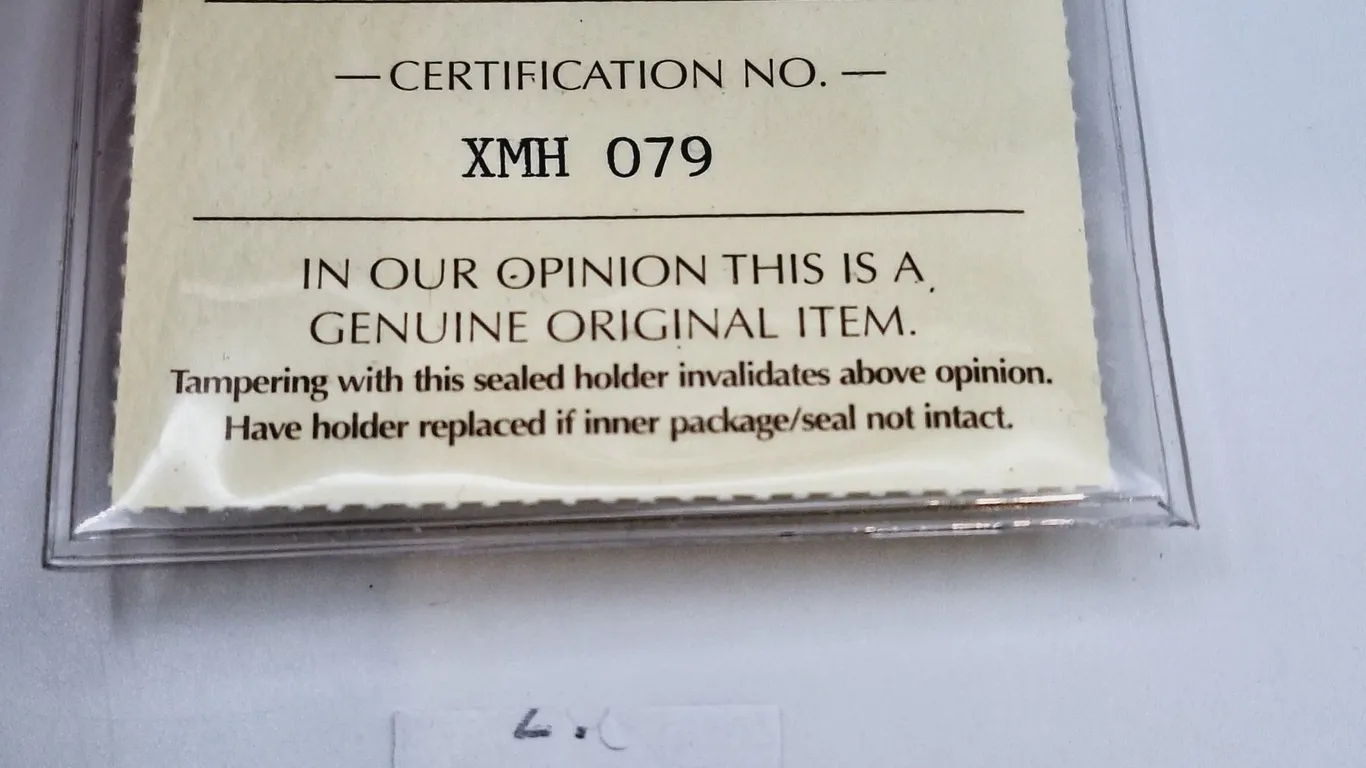 — CERTIFICATION NO. —
XMH 079
IN OUR OPINION THIS IS A
GENUINE ORIGINAL ITEM.
Tampering with this sealed holder invalidates above opinion.
Have holder replaced if inner package/seal not intact.